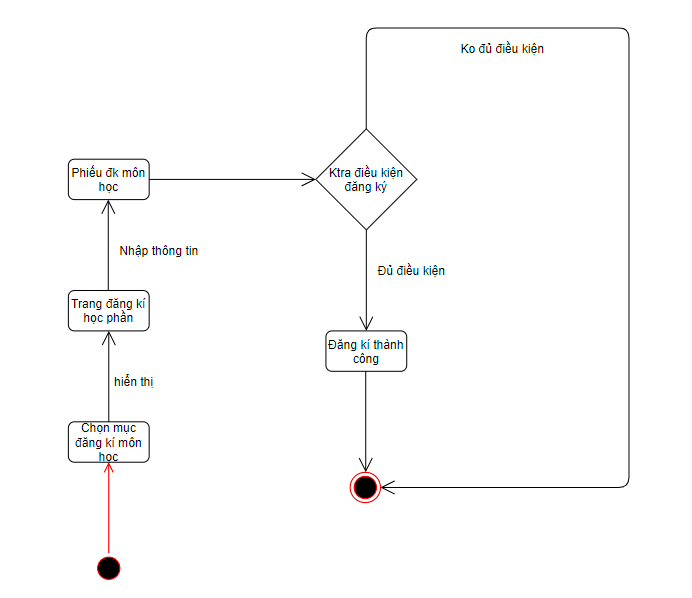 Ko đủ điều kiện
Phiếu đk môn
học
Ktra điều kiện
đăng ký
Nhập thông tin
Đủ điều kiện
Trang đăng kí
học phần
Đăng kí thành
công
hiển thị
Chọn mục
đăng kí môn
học